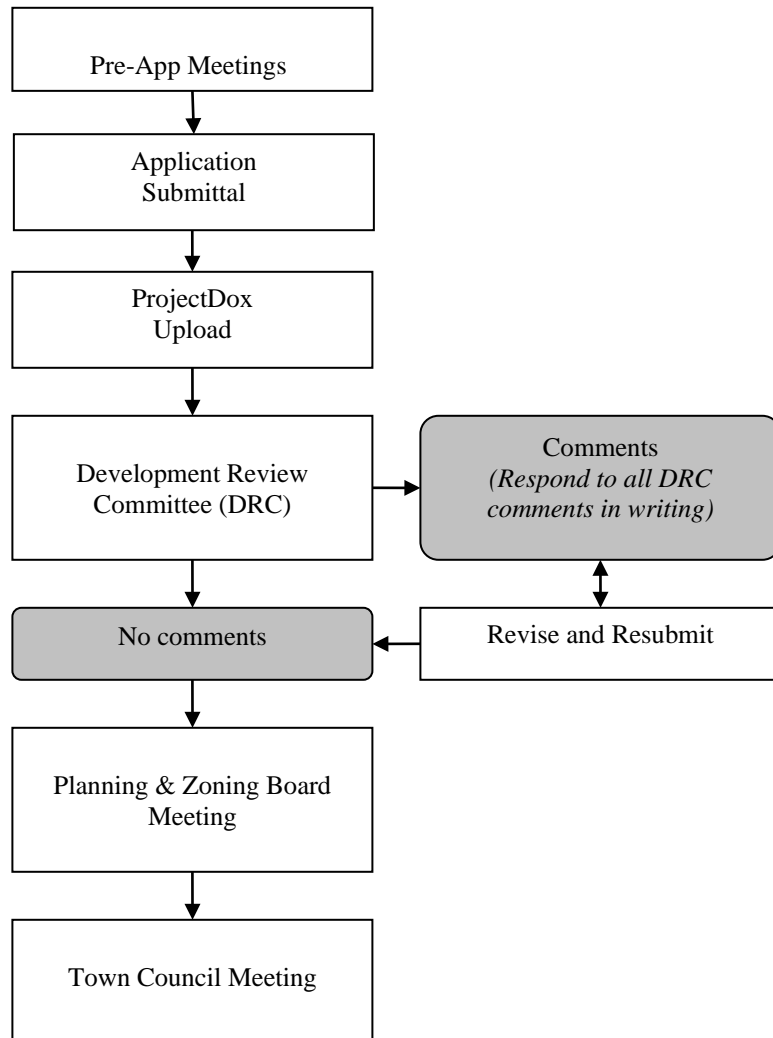 Pre-App Meetings
Application
Submittal
ProjectDox
Upload
Development Review
Committee (DRC)
Comments
(Respond to all DRC
comments in writing)
No comments
Revise and Resubmit
Planning & Zoning Board
Meeting
Town Council Meeting